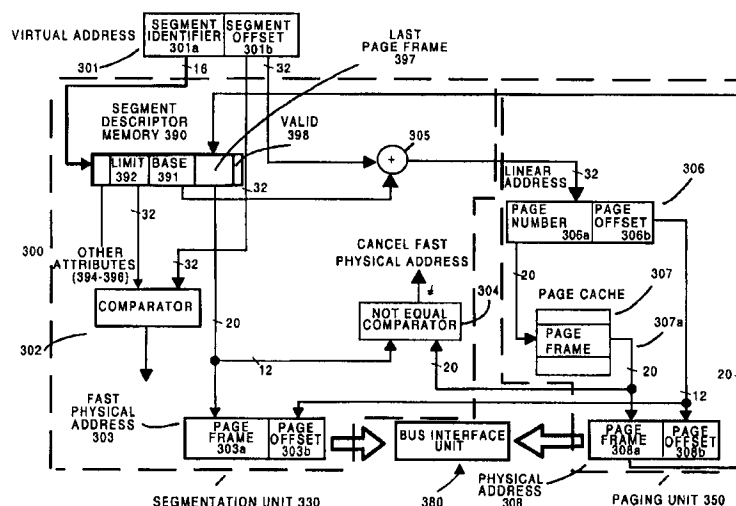 VIRTUAL ADDRESS
301
SEGMENT IDENTIFIER 301a
SEGMENT OFFSET 301b
16
32
LAST PAGE FRAME 397
SEGMENT DESCRIPTOR MEMORY 390
VALID 398
LIMIT 392
BASE 391
305
32
32
32
LINEAR ADDRESS
32
306
PAGE NUMBER 306a
PAGE OFFSET 306b
300
OTHER ATTRIBUTES (394-396)
32
CANCEL FAST PHYSICAL ADDRESS
304
20
PAGE CACHE
307
307a
COMPARATOR
NOT EQUAL COMPARATOR
PAGE FRAME
302
20
12
20
20
12
20
FAST PHYSICAL ADDRESS 303
PAGE FRAME 303a
PAGE OFFSET 303b
BUS INTERFACE UNIT
PAGE FRAME 308a
PAGE OFFSET 308b
SEGMENTATION UNIT 330
380
PHYSICAL ADDRESS 308
PAGING UNIT 350